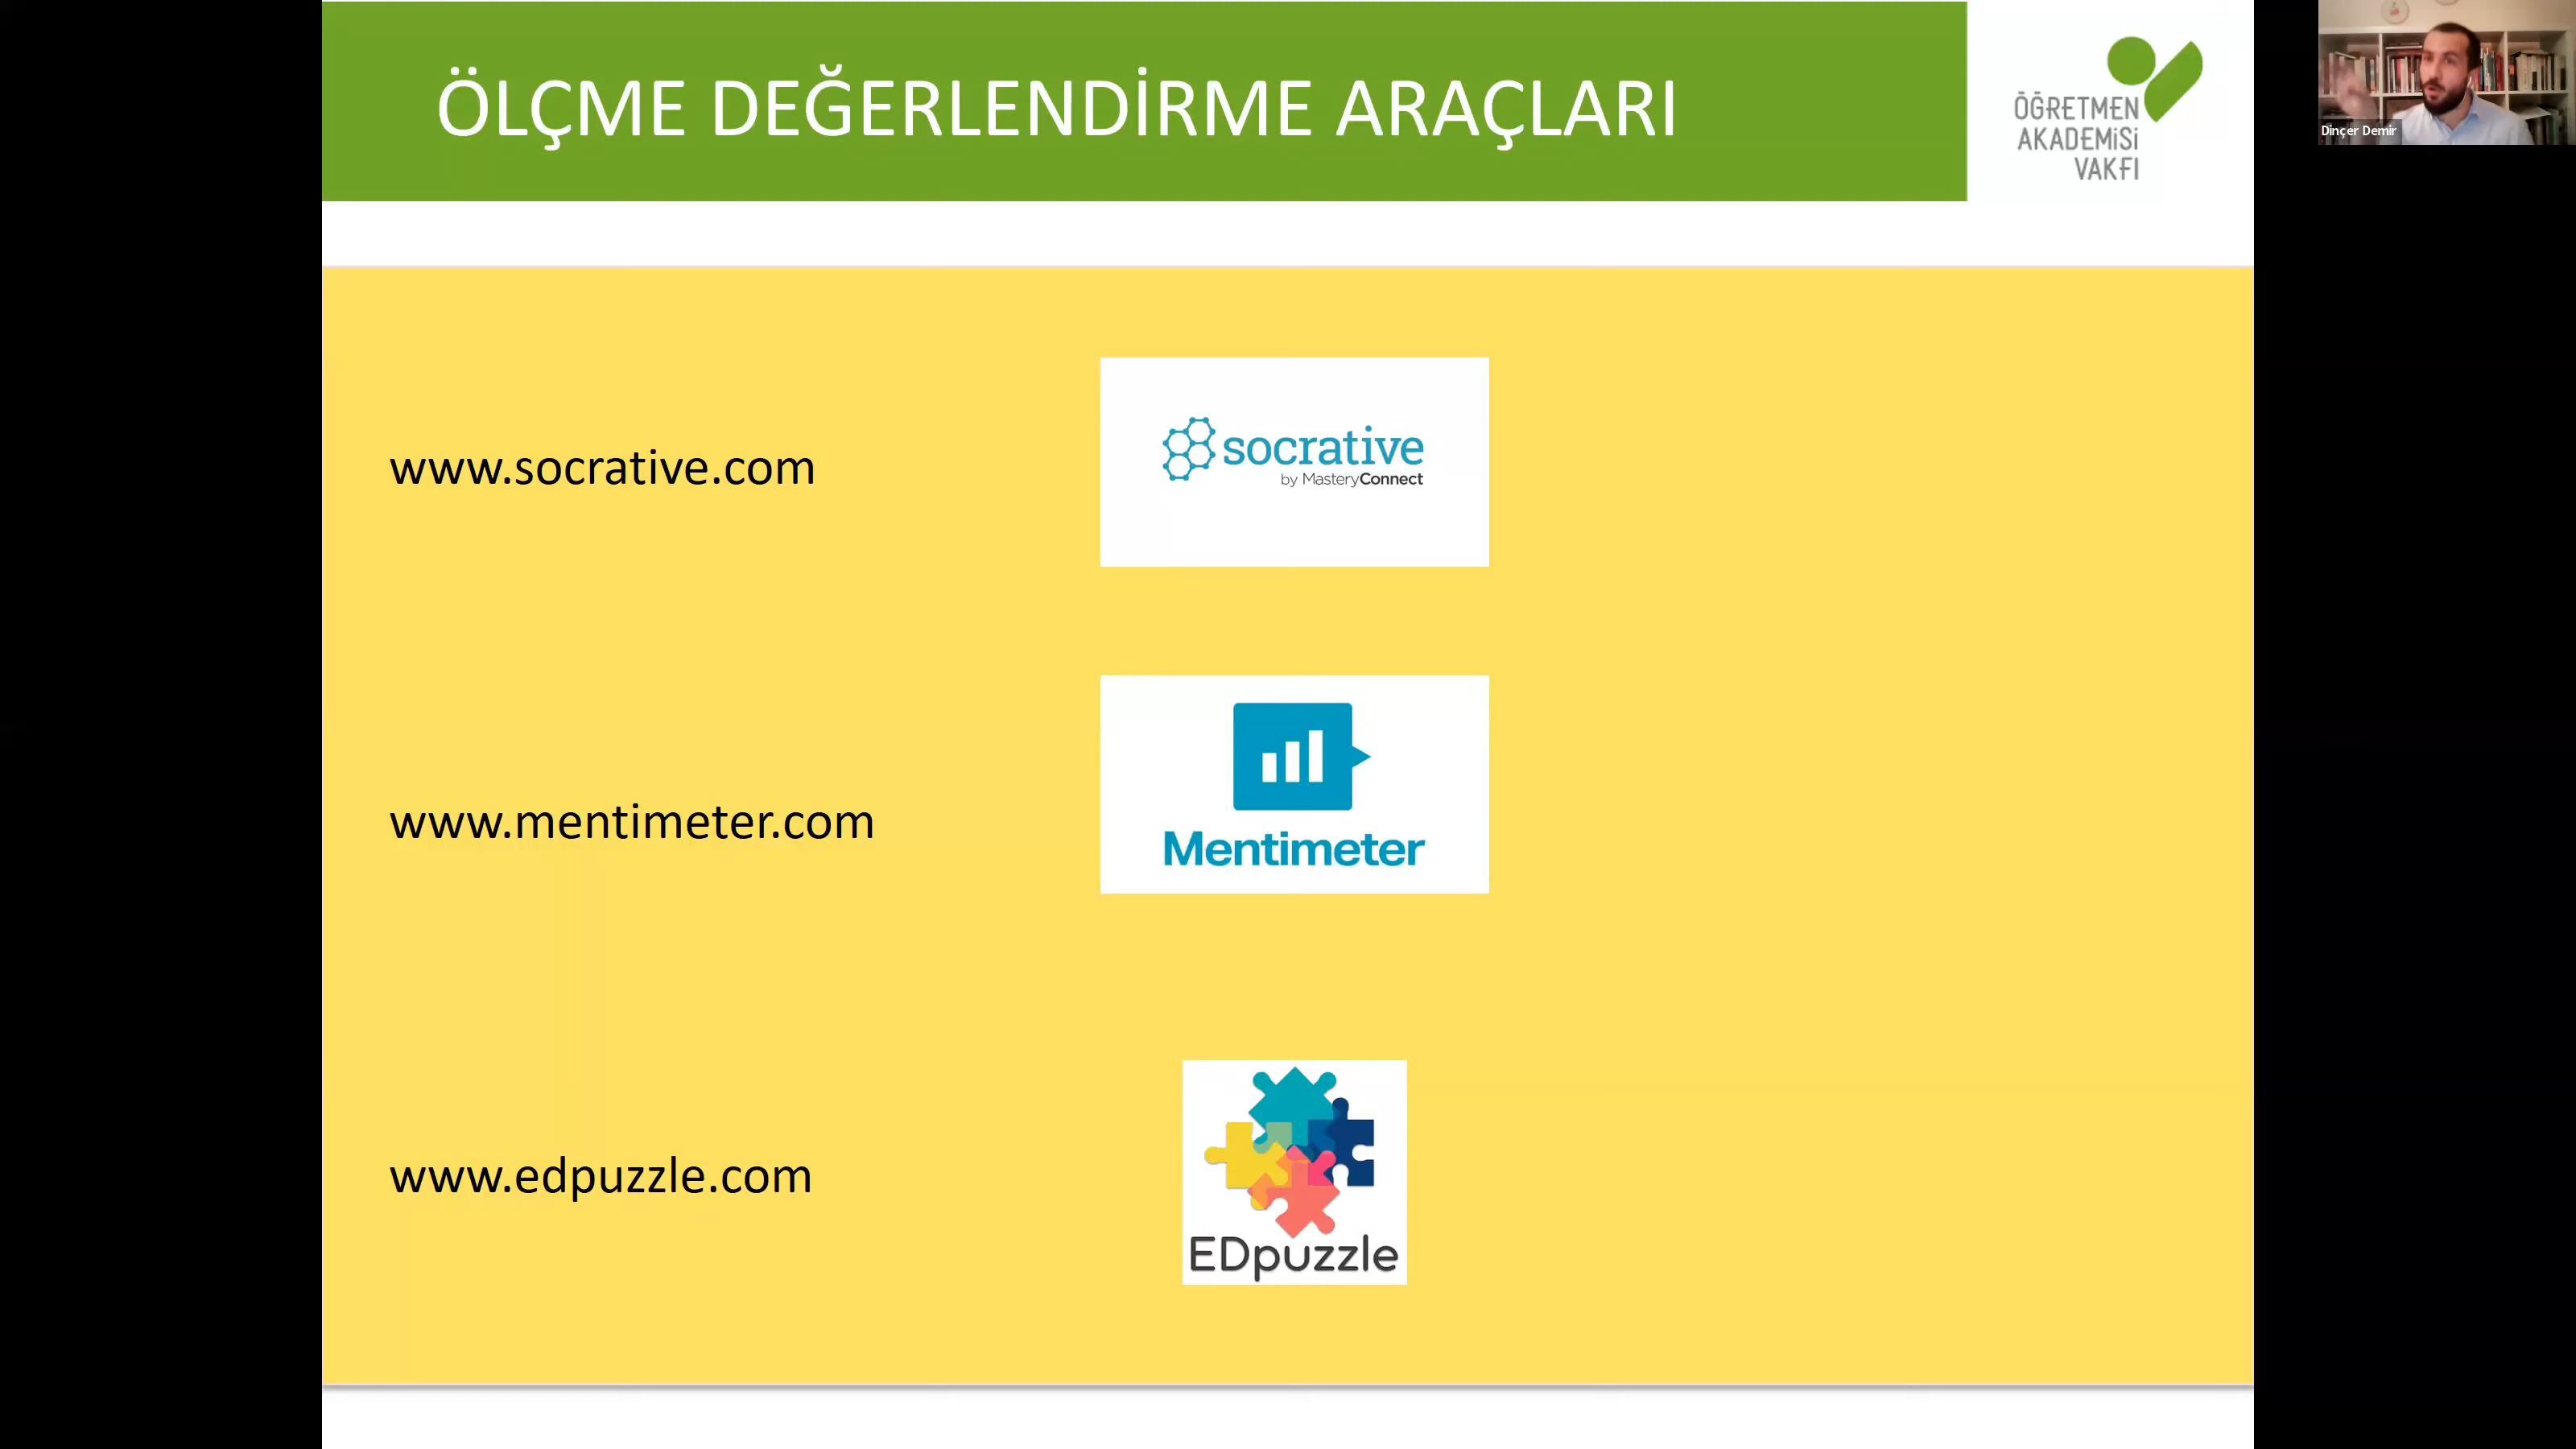 ÖLÇME DEĞERLENDİRME ARAÇLARI
ÖĞRETMEN
AKADEMİSİ
VAKFI
Dinçer Demir
www.socrative.com
socrative
by MasteryConnect
www.mentimeter.com
Mentimeter
www.edpuzzle.com
EDpuzzle